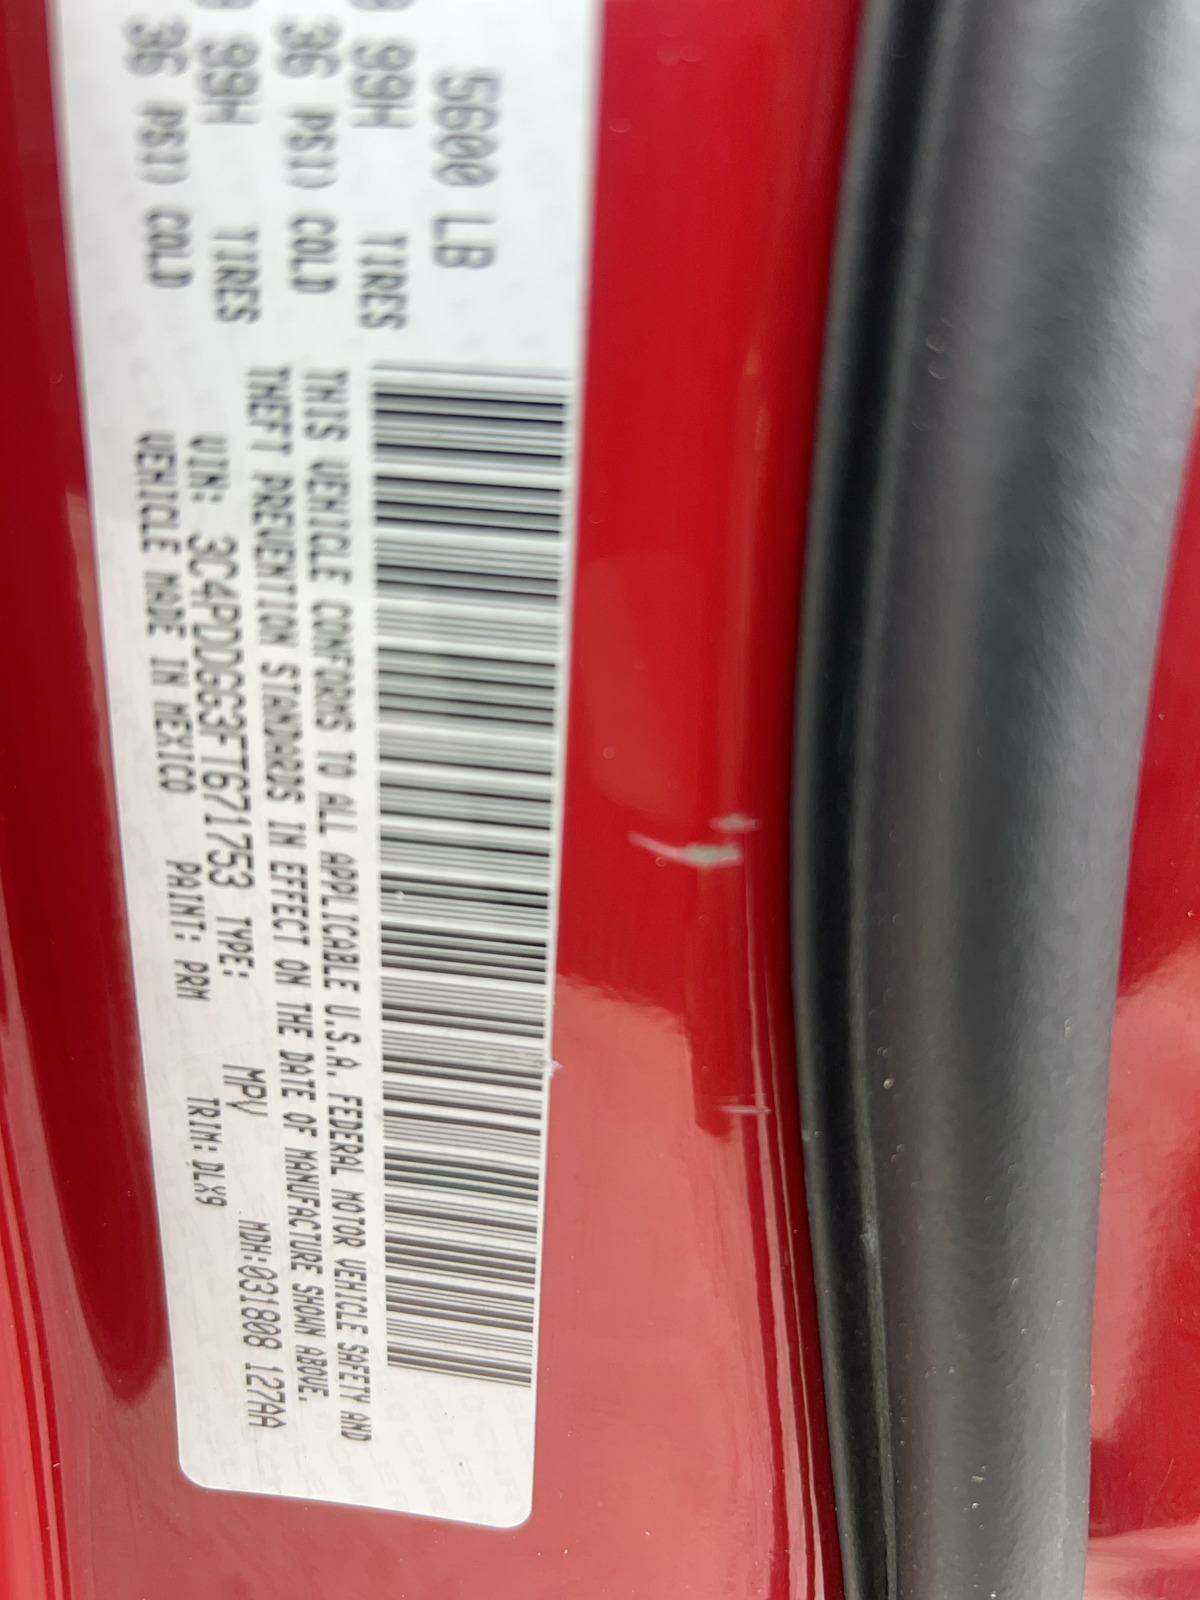 5600 LB
99H TIRES
36 PSI) COLD
99H TIRES
36 PSI) COLD
THIS VEHICLE CONFORMS TO ALL APPLICABLE U.S.A. FEDERAL MOTOR VEHICLE SAFETY AND
THEFT PREVENTION STANDARDS IN EFFECT ON THE DATE OF MANUFACTURE SHOWN ABOVE.
VIN: 3C4PDDGG3FT671753 TYPE: MPV MDH:031808 127AA
VEHICLE MADE IN MEXICO PAINT: PRM TRIM: DLX9